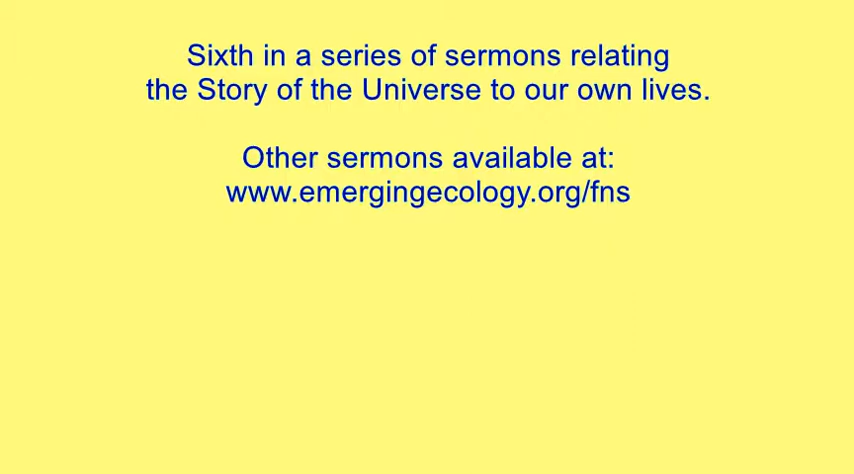 Sixth in a series of sermons relating
the Story of the Universe to our own lives.
Other sermons available at:
www.emergingecology.org/fns